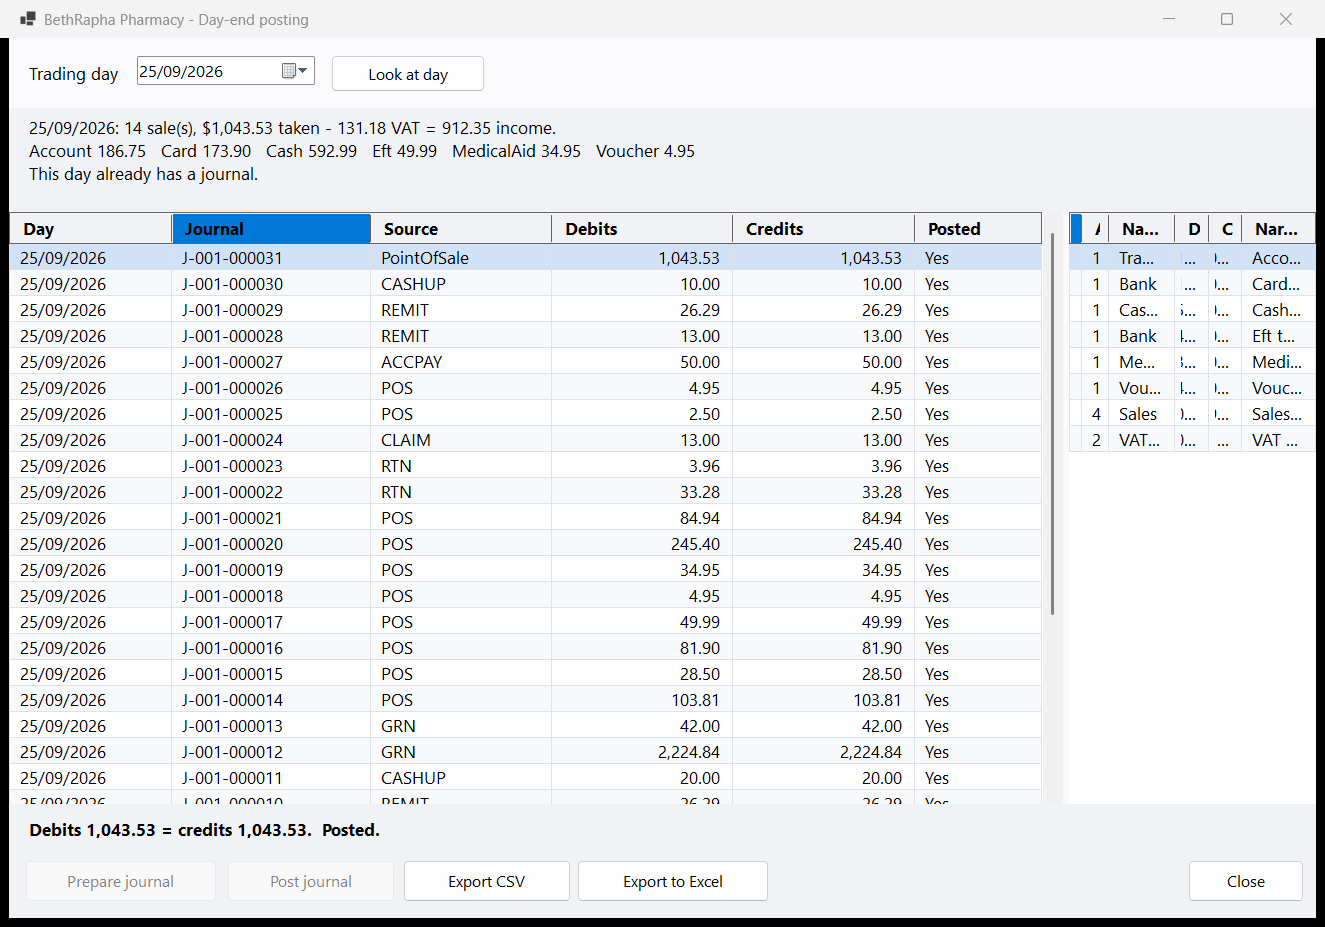 BethRapha Pharmacy - Day-end posting
Trading day 25/09/2026 Look at day
25/09/2026: 14 sale(s), $1,043.53 taken - 131.18 VAT = 912.35 income.
Account 186.75 Card 173.90 Cash 592.99 Eft 49.99 MedicalAid 34.95 Voucher 4.95
This day already has a journal.
Day Journal Source Debits Credits Posted
25/09/2026 J-001-000031 PointOfSale 1,043.53 1,043.53 Yes
25/09/2026 J-001-000030 CASHUP 10.00 10.00 Yes
25/09/2026 J-001-000029 REMIT 26.29 26.29 Yes
25/09/2026 J-001-000028 REMIT 13.00 13.00 Yes
25/09/2026 J-001-000027 ACCPAY 50.00 50.00 Yes
25/09/2026 J-001-000026 POS 4.95 4.95 Yes
25/09/2026 J-001-000025 POS 2.50 2.50 Yes
25/09/2026 J-001-000024 CLAIM 13.00 13.00 Yes
25/09/2026 J-001-000023 RTN 3.96 3.96 Yes
25/09/2026 J-001-000022 RTN 33.28 33.28 Yes
25/09/2026 J-001-000021 POS 84.94 84.94 Yes
25/09/2026 J-001-000020 POS 245.40 245.40 Yes
25/09/2026 J-001-000019 POS 34.95 34.95 Yes
25/09/2026 J-001-000018 POS 4.95 4.95 Yes
25/09/2026 J-001-000017 POS 49.99 49.99 Yes
25/09/2026 J-001-000016 POS 81.90 81.90 Yes
25/09/2026 J-001-000015 POS 28.50 28.50 Yes
25/09/2026 J-001-000014 POS 103.81 103.81 Yes
25/09/2026 J-001-000013 GRN 42.00 42.00 Yes
25/09/2026 J-001-000012 GRN 2,224.84 2,224.84 Yes
25/09/2026 J-001-000011 CASHUP 20.00 20.00 Yes
25/09/2026 J-001-000010 REMIT 26.29 26.29 Yes
Na... D C Nar...
1 Tra... ... ... Acco...
1 Bank ... ... Card...
1 Cas... ... ... Cash...
1 Bank ... ... Eft t...
1 Me... ... ... Medi...
1 Vou... ... ... Vouc...
4 Sales ... ... Sales...
2 VAT... ... ... VAT ...
Debits 1,043.53 = credits 1,043.53. Posted.
Prepare journal Post journal Export CSV Export to Excel Close